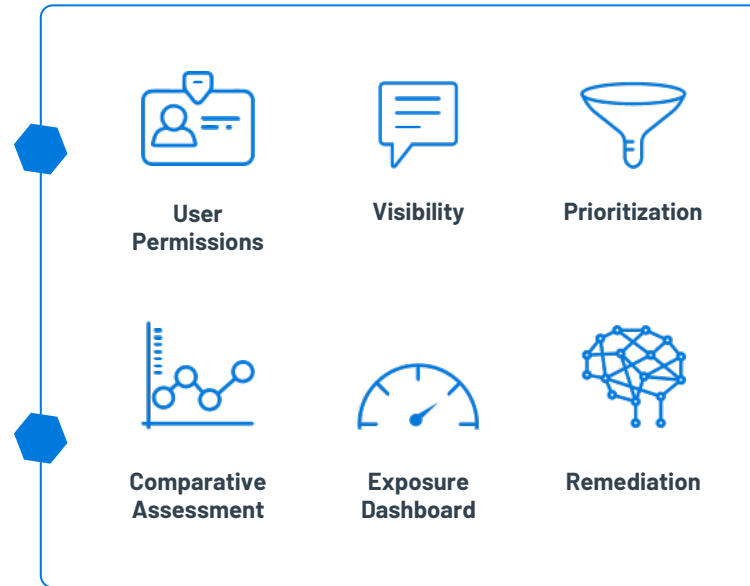 User
Permissions
Visibility
Prioritization
Comparative
Assessment
Exposure
Dashboard
Remediation